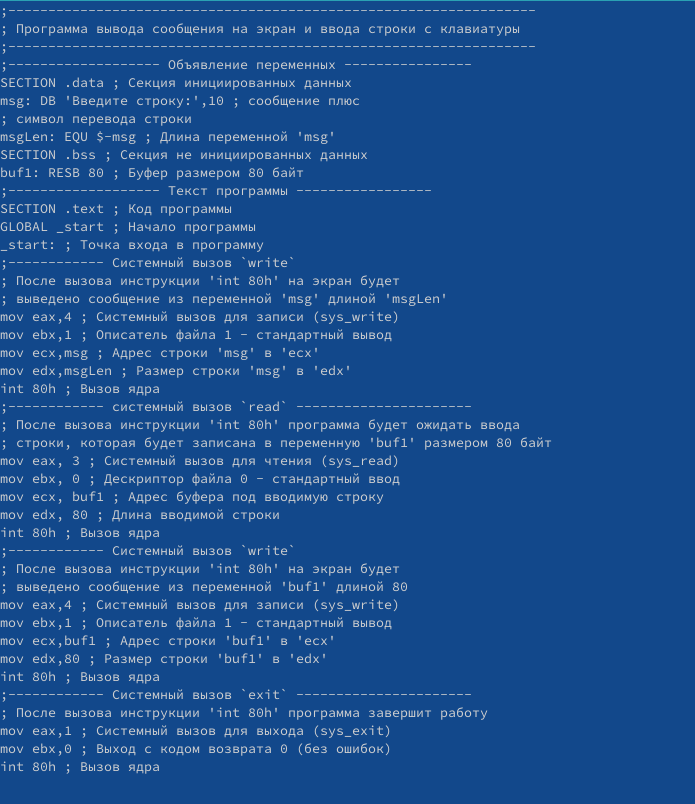 ;------------------------------------------------------------------
; Программа вывода сообщения на экран и ввода строки с клавиатуры
;------------------------------------------------------------------
;------------------- Объявление переменных ----------------
SECTION .data ; Секция инициированных данных
msg: DB 'Введите строку:',10 ; сообщение плюс
; символ перевода строки
msgLen: EQU $-msg ; Длина переменной 'msg'
SECTION .bss ; Секция не инициированных данных
buf1: RESB 80 ; Буфер размером 80 байт
;------------------- Текст программы -----------------
SECTION .text ; Код программы
GLOBAL _start ; Начало программы
_start: ; Точка входа в программу
;------------ Системный вызов `write`
; После вызова инструкции 'int 80h' на экран будет
; выведено сообщение из переменной 'msg' длиной 'msgLen'
mov eax,4 ; Системный вызов для записи (sys_write)
mov ebx,1 ; Описатель файла 1 - стандартный вывод
mov ecx,msg ; Адрес строки 'msg' в 'ecx'
mov edx,msgLen ; Размер строки 'msg' в 'edx'
int 80h ; Вызов ядра
;------------ системный вызов `read` ----------------------
; После вызова инструкции 'int 80h' программа будет ожидать ввода
; строки, которая будет записана в переменную 'buf1' размером 80 байт
mov eax, 3 ; Системный вызов для чтения (sys_read)
mov ebx, 0 ; Дескриптор файла 0 - стандартный ввод
mov ecx, buf1 ; Адрес буфера под вводимую строку
mov edx, 80 ; Длина вводимой строки
int 80h ; Вызов ядра
;------------ Системный вызов `write`
; После вызова инструкции 'int 80h' на экран будет
; выведено сообщение из переменной 'buf1' длиной 80
mov eax,4 ; Системный вызов для записи (sys_write)
mov ebx,1 ; Описатель файла 1 - стандартный вывод
mov ecx,buf1 ; Адрес строки 'buf1' в 'ecx'
mov edx,80 ; Размер строки 'buf1' в 'edx'
int 80h ; Вызов ядра
;------------ Системный вызов `exit` ----------------------
; После вызова инструкции 'int 80h' программа завершит работу
mov eax,1 ; Системный вызов для выхода (sys_exit)
mov ebx,0 ; Выход с кодом возврата 0 (без ошибок)
int 80h ; Вызов ядра